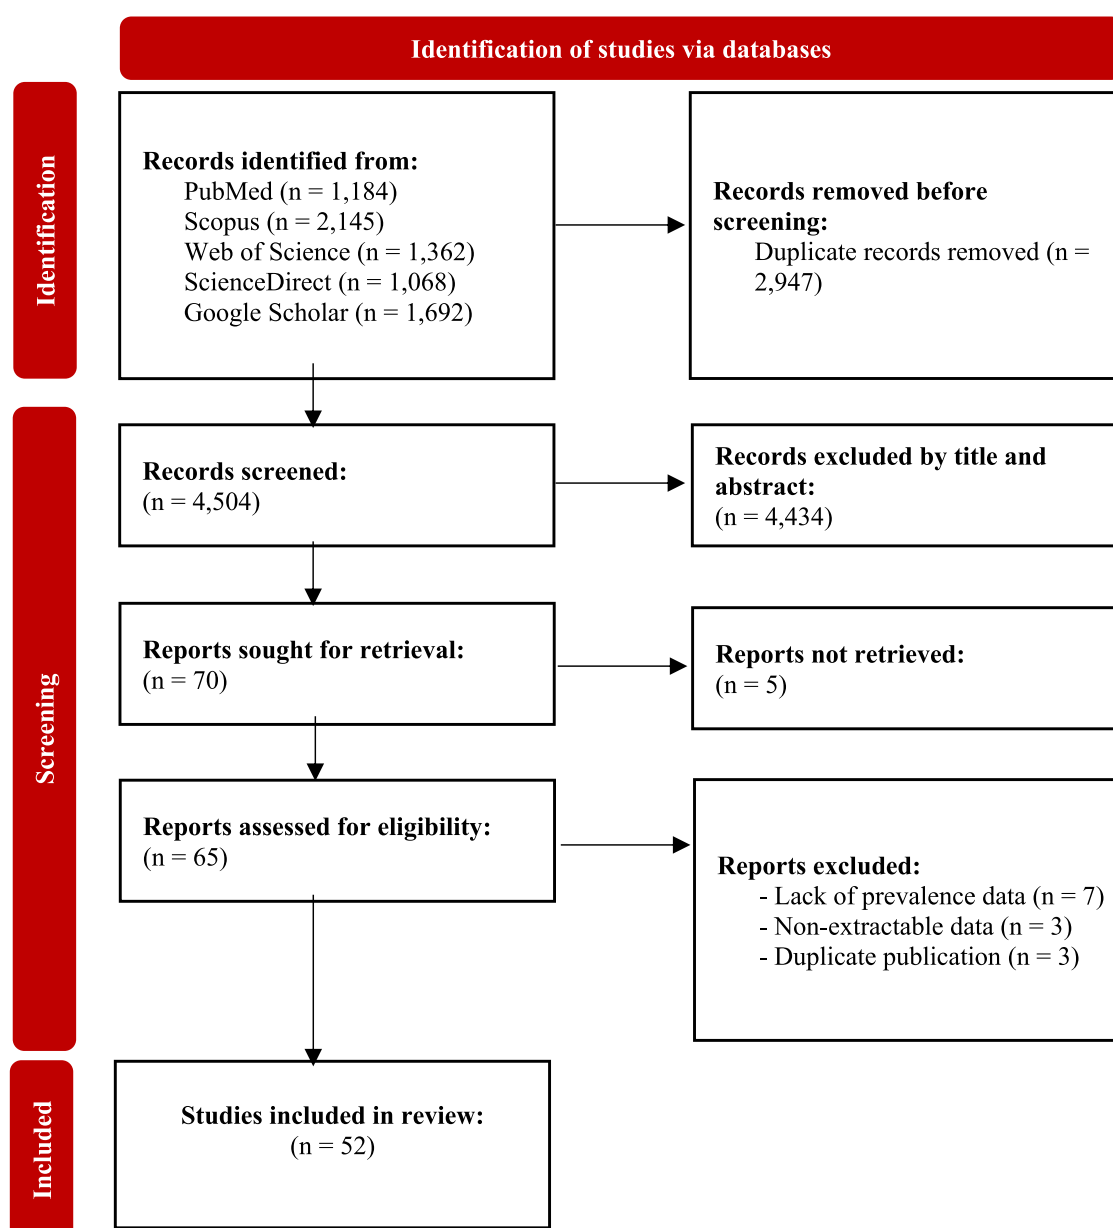 Identification of studies via databases
Identification
Records identified from:
PubMed (n = 1,184)
Scopus (n = 2,145)
Web of Science (n = 1,362)
ScienceDirect (n = 1,068)
Google Scholar (n = 1,692)
Records removed before
screening:
Duplicate records removed (n =
2,947)
Screening
Records screened:
(n = 4,504)
Records excluded by title and
abstract:
(n = 4,434)
Reports sought for retrieval:
(n = 70)
Reports not retrieved:
(n = 5)
Reports assessed for eligibility:
(n = 65)
Reports excluded:
- Lack of prevalence data (n = 7)
- Non-extractable data (n = 3)
- Duplicate publication (n = 3)
Included
Studies included in review:
(n = 52)